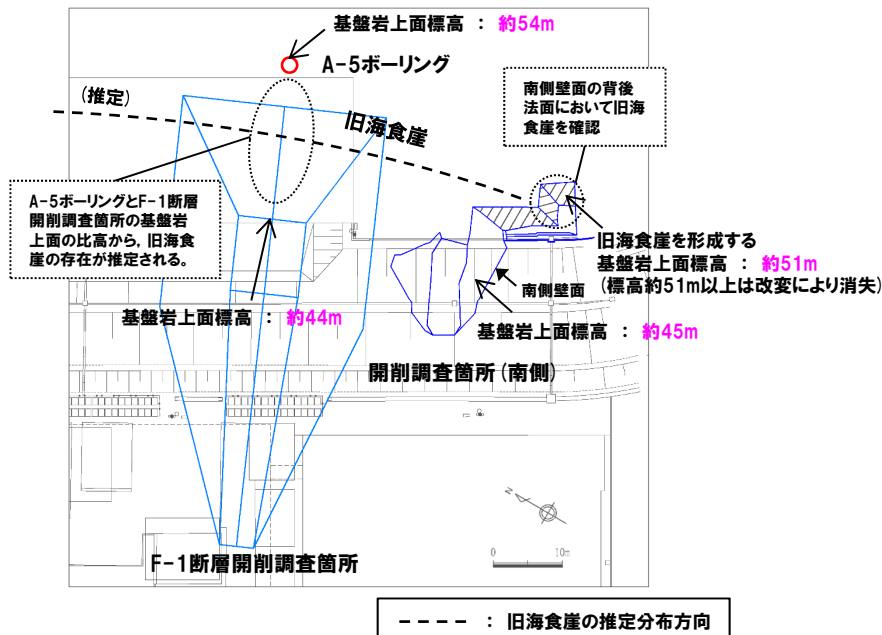 基盤岩上面標高 ： 約54m
A-5ボーリング
(推定)
旧海食崖
南側壁面の背後
法面において旧海
食崖を確認
A-5ボーリングとF-1断層
開削調査箇所の基盤岩
上面の比高から，旧海食
崖の存在が推定される。
旧海食崖を形成する
基盤岩上面標高 ： 約51m
(標高約51m以上は改変により消失)
南側壁面
基盤岩上面標高 ： 約44m
基盤岩上面標高 ： 約45m
開削調査箇所(南側)
N
F-1断層開削調査箇所
0 10m
---- ： 旧海食崖の推定分布方向